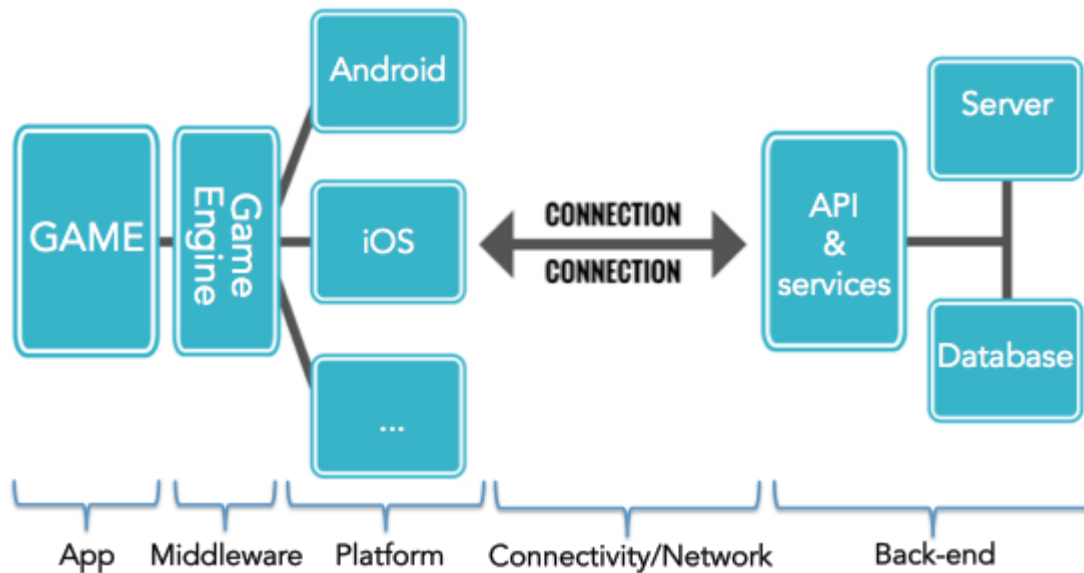 Android
Server
GAME
Game
Engine
iOS
CONNECTION
CONNECTION
API
&
services
Database
...
App
Middleware
Platform
Connectivity/Network
Back-end